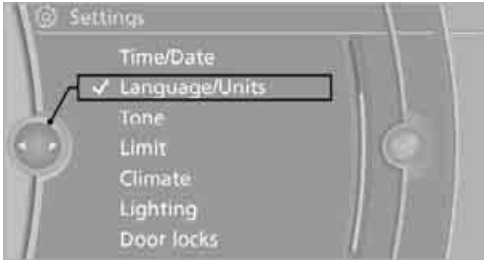 Settings
Time/Date
Language/Units
Tone
Limit
Climate
Lighting
Door locks